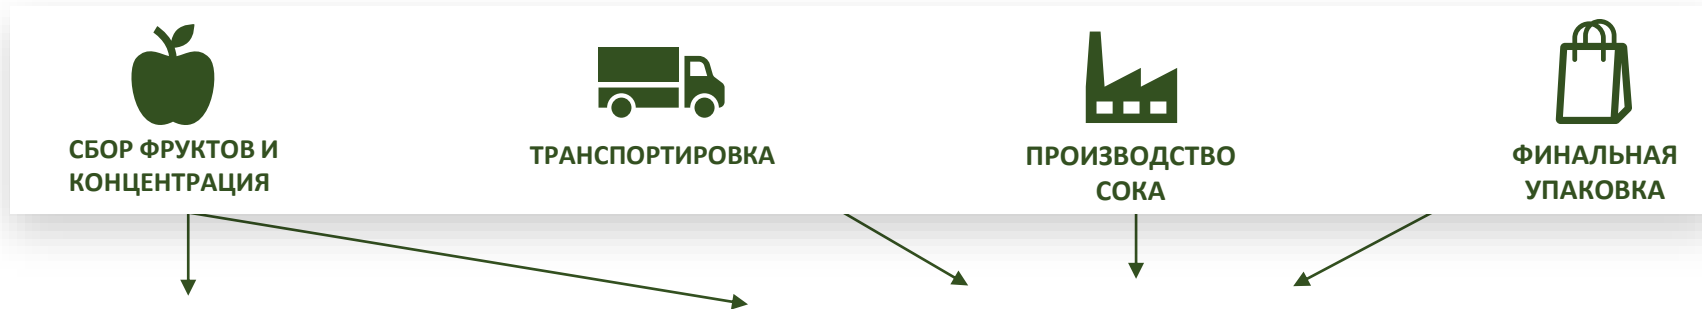 СБОР ФРУКТОВ И
КОНЦЕНТРАЦИЯ
ТРАНСПОРТИРОВКА
ПРОИЗВОДСТВО
СОКА
ФИНАЛЬНАЯ
УПАКОВКА